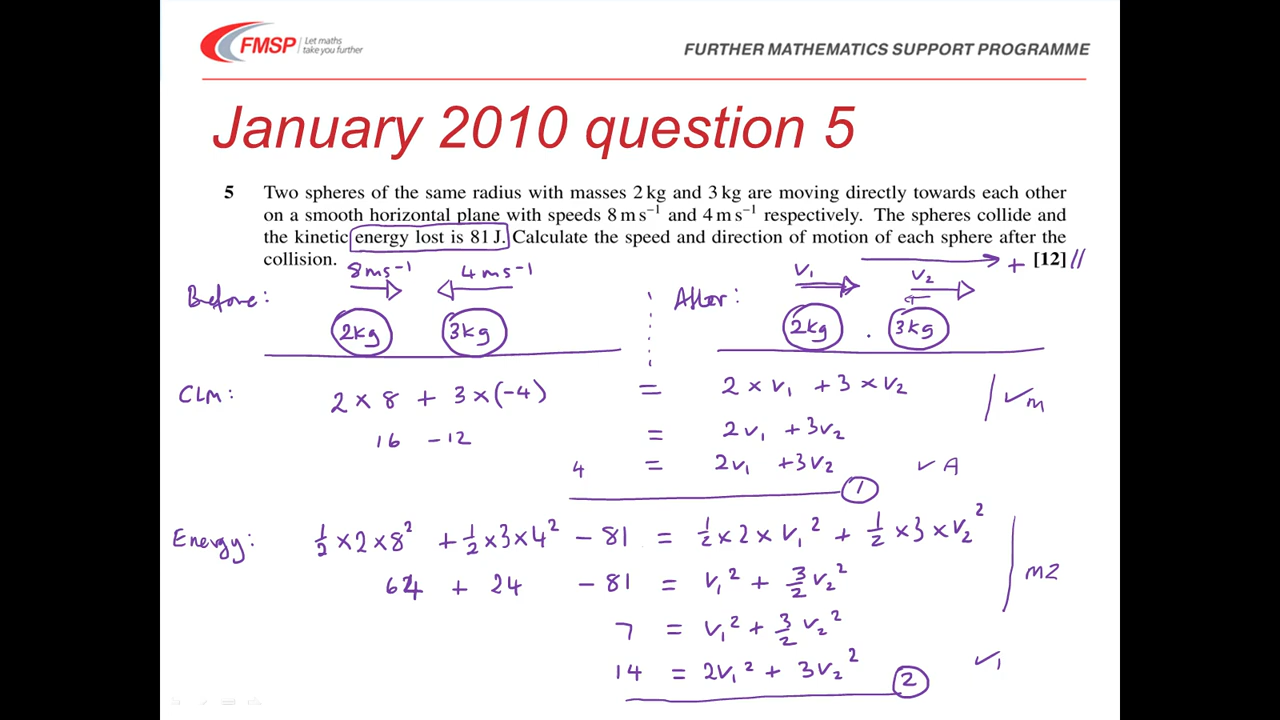 FMSP Let maths take you further
FURTHER MATHEMATICS SUPPORT PROGRAMME
January 2010 question 5
5 Two spheres of the same radius with masses 2 kg and 3 kg are moving directly towards each other
on a smooth horizontal plane with speeds 8 m s⁻¹ and 4 m s⁻¹ respectively. The spheres collide and
the kinetic energy lost is 81 J. Calculate the speed and direction of motion of each sphere after the
collision. [12] //
8ms⁻¹ 4ms⁻¹ V₁ V₂ +
Before: After:
2kg 3kg 2kg 3kg
CLM: 2 × 8 + 3 × (−4) = 2 × V₁ + 3 × V₂ ✓M
16 − 12 = 2V₁ + 3V₂
4 = 2V₁ + 3V₂ ✓ A
1
Energy: ½ × 2 × 8² + ½ × 3 × 4² − 81 = ½ × 2 × V₁² + ½ × 3 × V₂²
64 + 24 − 81 = V₁² + 3/2 V₂² M2
7 = V₁² + 3/2 V₂²
14 = 2V₁² + 3V₂² ✓1
2